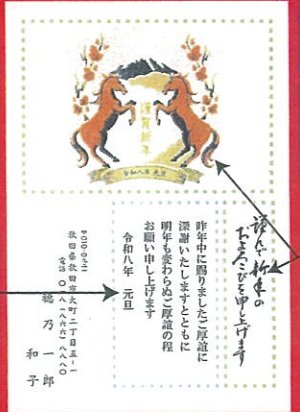 謹賀新年
令和八年 元旦
謹んで新年の
およろこびを申し上げます
昨年中に賜りましたご厚誼に
深謝いたしますとともに
明年も変わらぬご厚誼の程
お願い申し上げます
令和八年 元旦
秋田県秋田市大町二丁目五-一
電話 〇一八(八六六)八八八〇
穂乃一郎
和子